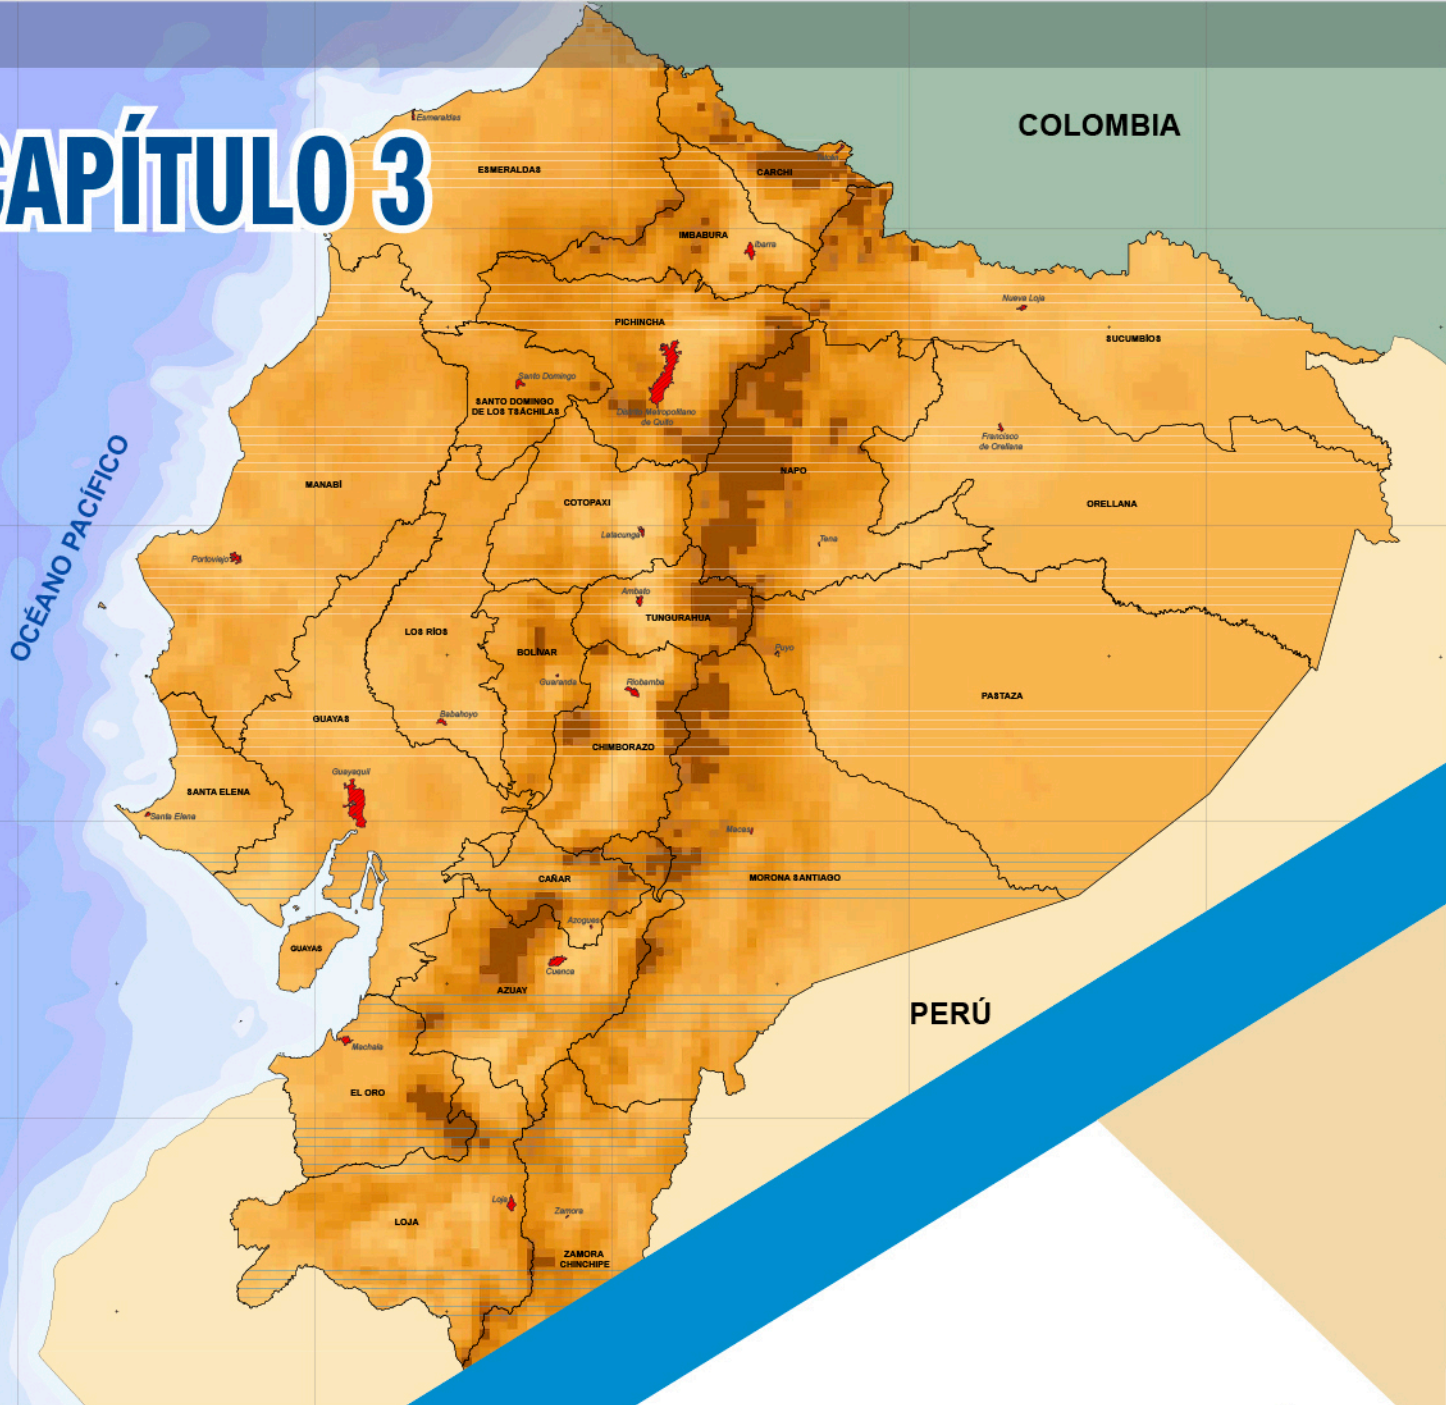 CAPÍTULO 3
COLOMBIA
Esmeraldas
ESMERALDAS
CARCHI
IMBABURA
Ibarra
Nueva Loja
PICHINCHA
SUCUMBÍOS
Santo Domingo
SANTO DOMINGO
DE LOS TSÁCHILAS
Distrito Metropolitano
de Quito
Francisco
de Orellana
OCÉANO PACÍFICO
MANABÍ
NAPO
COTOPAXI
ORELLANA
Latacunga
Tena
Portoviejo
Ambato
TUNGURAHUA
LOS RÍOS
BOLÍVAR
Puyo
Guaranda
Riobamba
PASTAZA
GUAYAS
Babahoyo
CHIMBORAZO
Guayaquil
SANTA ELENA
Santa Elena
Macas
CAÑAR
MORONA SANTIAGO
Azogues
GUAYAS
Cuenca
AZUAY
PERÚ
Machala
EL ORO
Loja
Zamora
LOJA
ZAMORA
CHINCHIPE